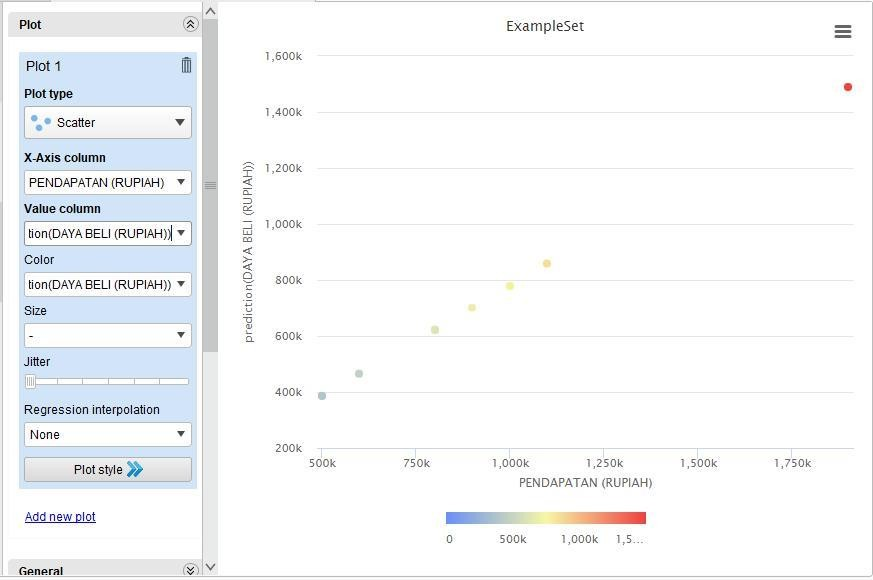 Plot
Plot 1
Plot type
Scatter
X-Axis column
PENDAPATAN (RUPIAH)
Value column
tion(DAYA BELI (RUPIAH))
Color
tion(DAYA BELI (RUPIAH))
Size
-
Jitter
Regression interpolation
None
Plot style
Add new plot
General
ExampleSet
prediction(DAYA BELI (RUPIAH))
1,600k
1,400k
1,200k
1,000k
800k
600k
400k
200k
500k 750k 1,000k 1,250k 1,500k 1,750k
PENDAPATAN (RUPIAH)
0 500k 1,000k 1,5...